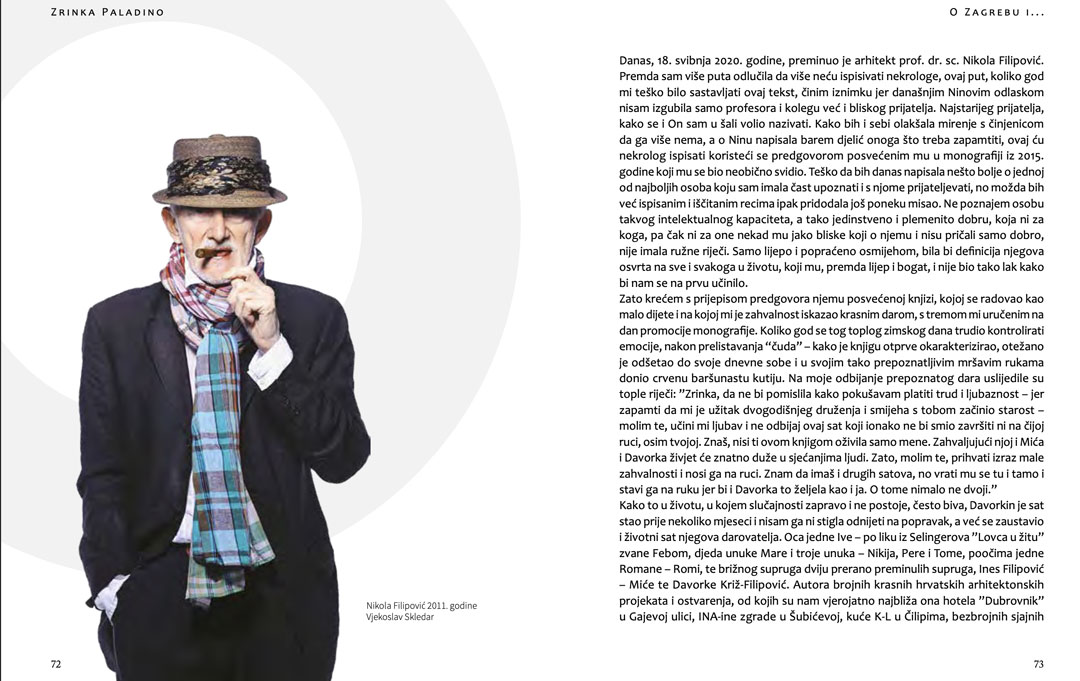 ZRINKA PALADINO
O ZAGREBU I...
Nikola Filipović 2011. godine
Vjekoslav Skledar
72
Danas, 18. svibnja 2020. godine, preminuo je arhitekt prof. dr. sc. Nikola Filipović.
Premda sam više puta odlučila da više neću ispisivati nekrologe, ovaj put, koliko god
mi teško bilo sastavljati ovaj tekst, činim iznimku jer današnjim Ninovim odlaskom
nisam izgubila samo profesora i kolegu već i bliskog prijatelja. Najstarijeg prijatelja,
kako se i On sam u šali volio nazivati. Kako bih i sebi olakšala mirenje s činjenicom
da ga više nema, a o Ninu napisala barem djelić onoga što treba zapamtiti, ovaj ću
nekrolog ispisati koristeći se predgovorom posvećenim mu u monografiji iz 2015.
godine koji mu se bio neobično svidio. Teško da bih danas napisala nešto bolje o jednoj
od najboljih osoba koju sam imala čast upoznati i s njome prijateljevati, no možda bih
već ispisanim i iščitanim recima ipak pridodala još poneku misao. Ne poznajem osobu
takvog intelektualnog kapaciteta, a tako jedinstveno i plemenito dobru, koja ni za
koga, pa čak ni za one nekad mu jako bliske koji o njemu i nisu pričali samo dobro,
nije imala ružne riječi. Samo lijepo i popraćeno osmijehom, bila bi definicija njegova
osvrta na sve i svakoga u životu, koji mu, premda lijep i bogat, i nije bio tako lak kako
bi nam se na prvu učinilo.
Zato krećem s prijepisom predgovora njemu posvećenoj knjizi, kojoj se radovao kao
malo dijete i na kojoj mi je zahvalnost iskazao krasnim darom, s tremom mi uručenim na
dan promocije monografije. Koliko god se tog toplog zimskog dana trudio kontrolirati
emocije, nakon prelistavanja “čuda” – kako je knjigu otprve okarakterizirao, otežano
je odšetao do svoje dnevne sobe i u svojim tako prepoznatljivim mršavim rukama
donio crvenu baršunastu kutiju. Na moje odbijanje prepoznatog dara uslijedile su
tople riječi: ”Zrinka, da ne bi pomislila kako pokušavam platiti trud i ljubaznost – jer
zapamti da mi je užitak dvogodišnjeg druženja i smijeha s tobom začinio starost –
molim te, učini mi ljubav i ne odbijaj ovaj sat koji ionako ne bi smio završiti ni na čijoj
ruci, osim tvojoj. Znaš, nisi ti ovom knjigom oživila samo mene. Zahvaljujući njoj i Mića
i Davorka živjet će znatno duže u sjećanjima ljudi. Zato, molim te, prihvati izraz male
zahvalnosti i nosi ga na ruci. Znam da imaš i drugih satova, no vrati mu se tu i tamo i
stavi ga na ruku jer bi i Davorka to željela kao i ja. O tome nimalo ne dvoji.”
Kako to u životu, u kojem slučajnosti zapravo i ne postoje, često biva, Davorkin je sat
stao prije nekoliko mjeseci i nisam ga ni stigla odnijeti na popravak, a već se zaustavio
i životni sat njegova darovatelja. Oca jedne Ive – po liku iz Selingerova ”Lovca u žitu”
zvane Febom, djeda unuke Mare i troje unuka – Nikija, Pere i Tome, poočima jedne
Romane – Romi, te brižnog supruga dviju prerano preminulih supruga, Ines Filipović
– Miće te Davorke Križ-Filipović. Autora brojnih krasnih hrvatskih arhitektonskih
projekata i ostvarenja, od kojih su nam vjerojatno najbliža ona hotela ”Dubrovnik”
u Gajevoj ulici, INA-ine zgrade u Šubićevoj, kuće K-L u Čilipima, bezbrojnih sjajnih
73